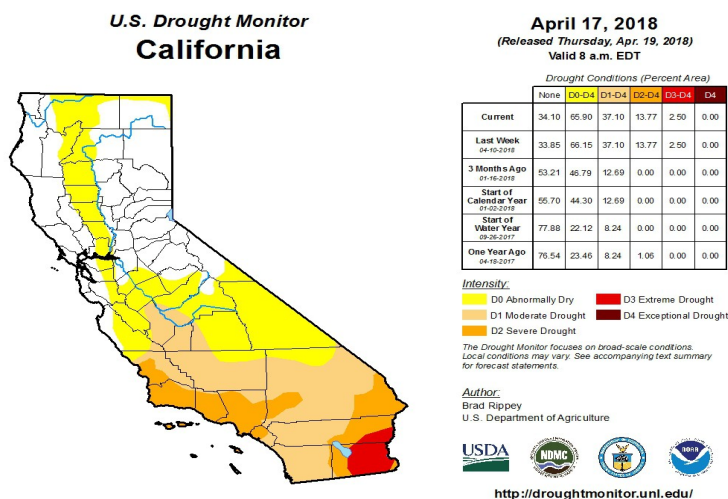 U.S. Drought Monitor
California
April 17, 2018
(Released Thursday, Apr. 19, 2018)
Valid 8 a.m. EDT
Drought Conditions (Percent Area)
None D0-D4 D1-D4 D2-D4 D3-D4 D4
Current 34.10 65.90 37.10 13.77 2.50 0.00
Last Week
04-10-2018
33.85 66.15 37.10 13.77 2.50 0.00
3 Months Ago
01-16-2018
53.21 46.79 12.69 0.00 0.00 0.00
Start of
Calendar Year
01-02-2018
55.70 44.30 12.69 0.00 0.00 0.00
Start of
Water Year
09-26-2017
77.88 22.12 8.24 0.00 0.00 0.00
One Year Ago
04-18-2017
76.54 23.46 8.24 1.06 0.00 0.00
Intensity:
D0 Abnormally Dry
D1 Moderate Drought
D2 Severe Drought
D3 Extreme Drought
D4 Exceptional Drought
The Drought Monitor focuses on broad-scale conditions.
Local conditions may vary. See accompanying text summary
for forecast statements.
Author:
Brad Rippey
U.S. Department of Agriculture
USDA
NDMC
NOAA
http://droughtmonitor.unl.edu/